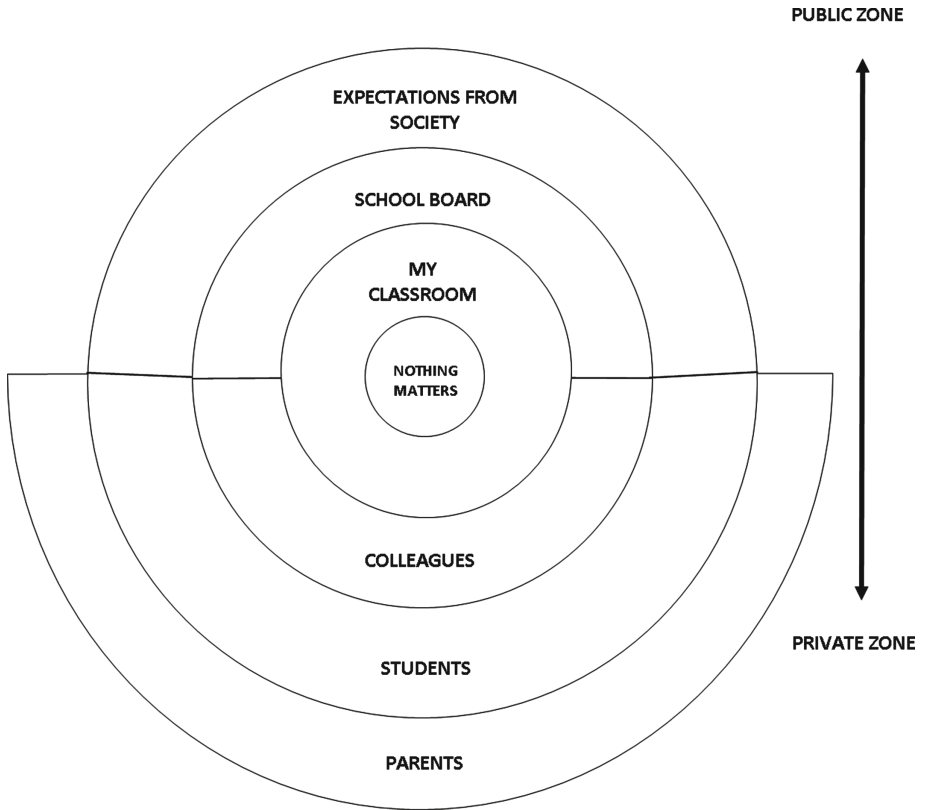 PUBLIC ZONE
EXPECTATIONS FROM
SOCIETY
SCHOOL BOARD
MY
CLASSROOM
NOTHING
MATTERS
COLLEAGUES
PRIVATE ZONE
STUDENTS
PARENTS